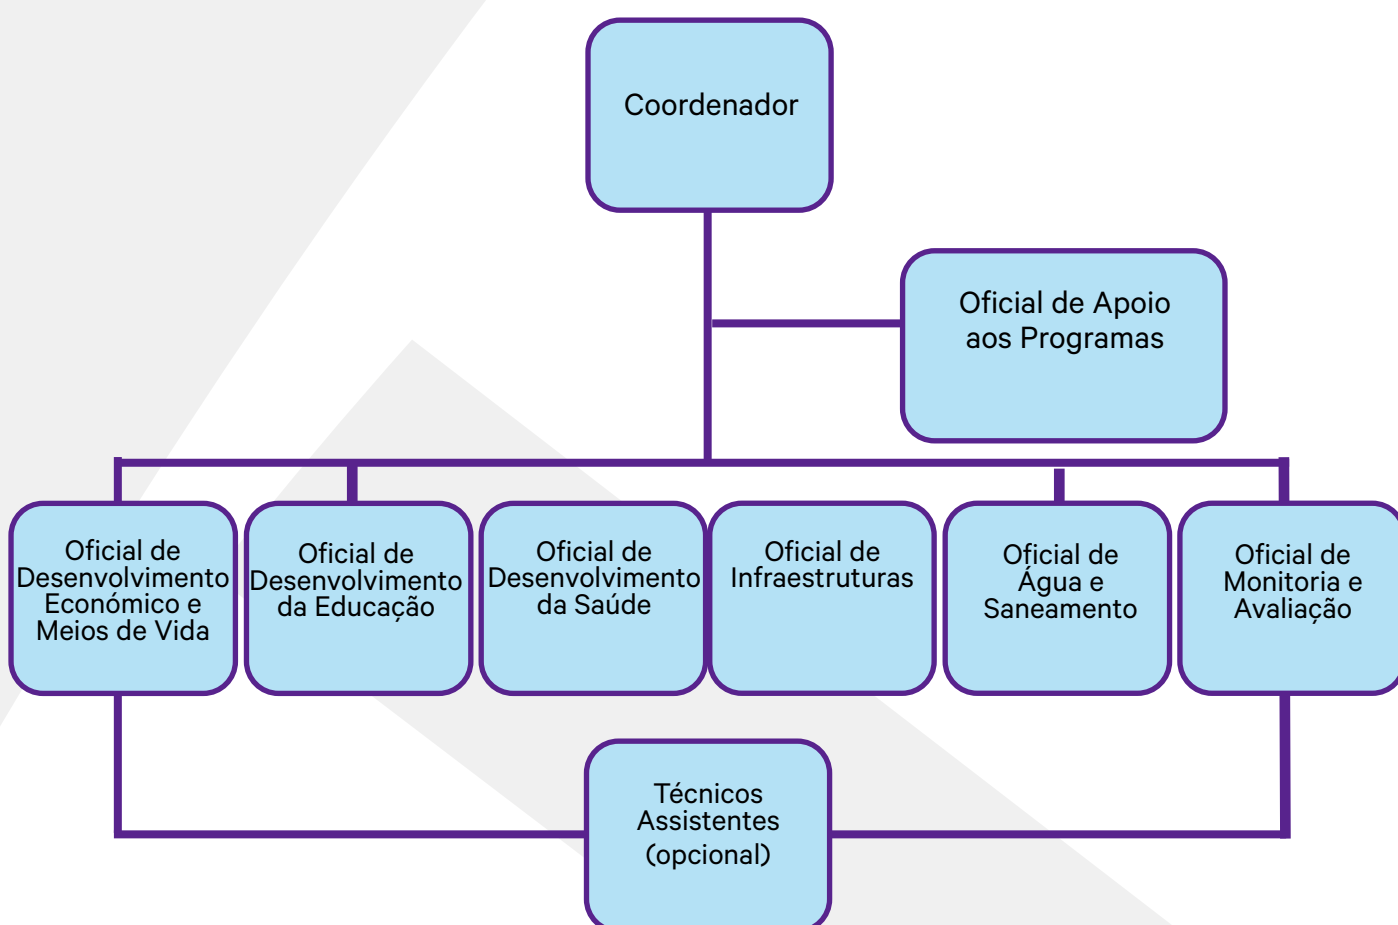 Coordenador
Oficial de Apoio
aos Programas
Oficial de
Desenvolvimento
Económico e
Meios de Vida
Oficial de
Desenvolvimento
da Educação
Oficial de
Desenvolvimento
da Saúde
Oficial de
Infraestruturas
Oficial de
Água e
Saneamento
Oficial de
Monitoria e
Avaliação
Técnicos
Assistentes
(opcional)